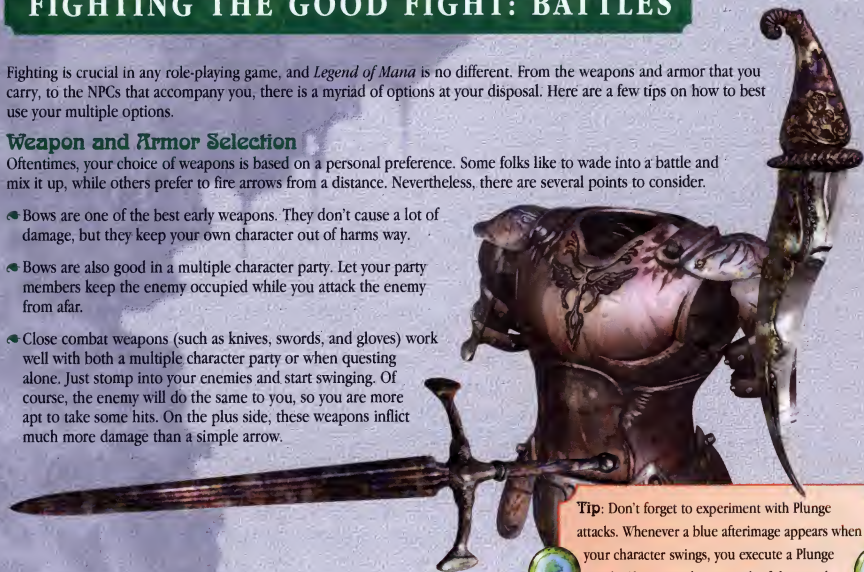 FIGHTING THE GOOD FIGHT: BATTLES
Fighting is crucial in any role-playing game, and Legend of Mana is no different. From the weapons and armor that you
carry, to the NPCs that accompany you, there is a myriad of options at your disposal. Here are a few tips on how to best
use your multiple options.
Weapon and Armor Selection
Oftentimes, your choice of weapons is based on a personal preference. Some folks like to wade into a battle and
mix it up, while others prefer to fire arrows from a distance. Nevertheless, there are several points to consider.
Bows are one of the best early weapons. They don't cause a lot of
damage, but they keep your own character out of harms way.
Bows are also good in a multiple character party. Let your party
members keep the enemy occupied while you attack the enemy
from afar.
Close combat weapons (such as knives, swords, and gloves) work
well with both a multiple character party or when questing
alone. Just stomp into your enemies and start swinging. Of
course, the enemy will do the same to you, so you are more
apt to take some hits. On the plus side, these weapons inflict
much more damage than a simple arrow.
Tip: Don't forget to experiment with Plunge
attacks. Whenever a blue afterimage appears when
your character swings, you execute a Plunge